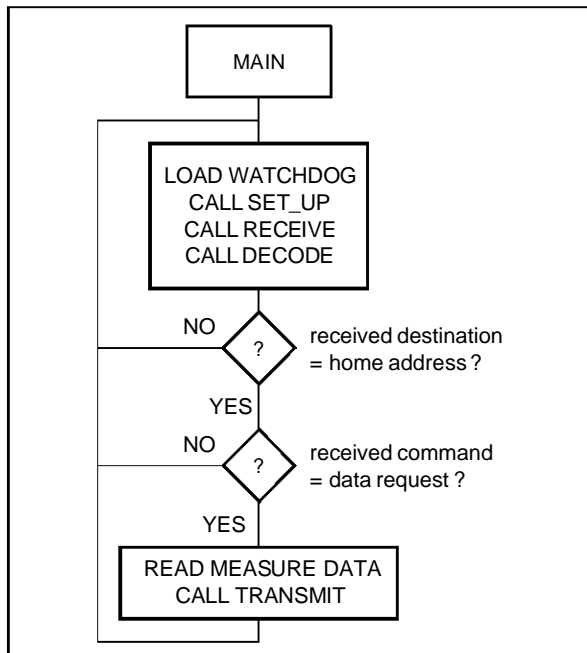 MAIN
LOAD WATCHDOG
CALL SET_UP
CALL RECEIVE
CALL DECODE
NO
?
received destination
= home address ?
YES
NO
?
received command
= data request ?
YES
READ MEASURE DATA
CALL TRANSMIT